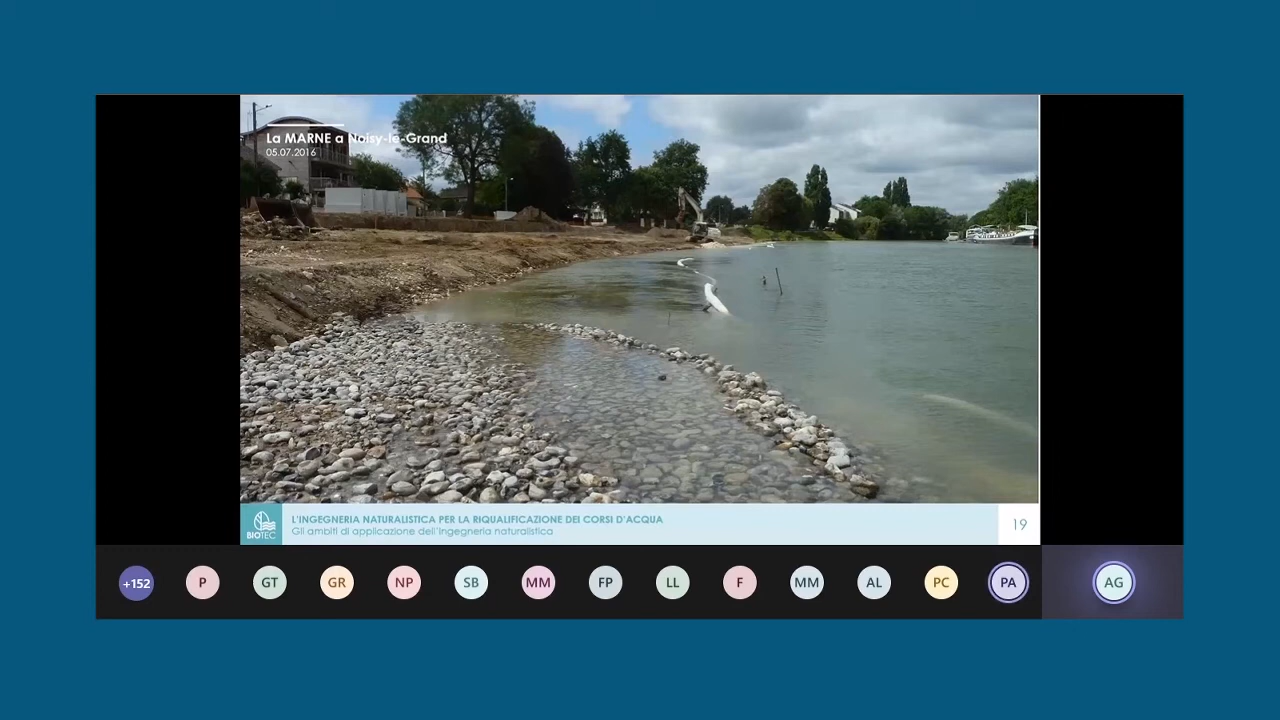 La MARNE a Noisy-le-Grand
05.07.2016
BIOTEC
L'INGEGNERIA NATURALISTICA PER LA RIQUALIFICAZIONE DEI CORSI D'ACQUA
Gli ambiti di applicazione dell'ingegneria naturalistica
19
+152
P
GT
GR
NP
SB
MM
FP
LL
F
MM
AL
PC
PA
AG